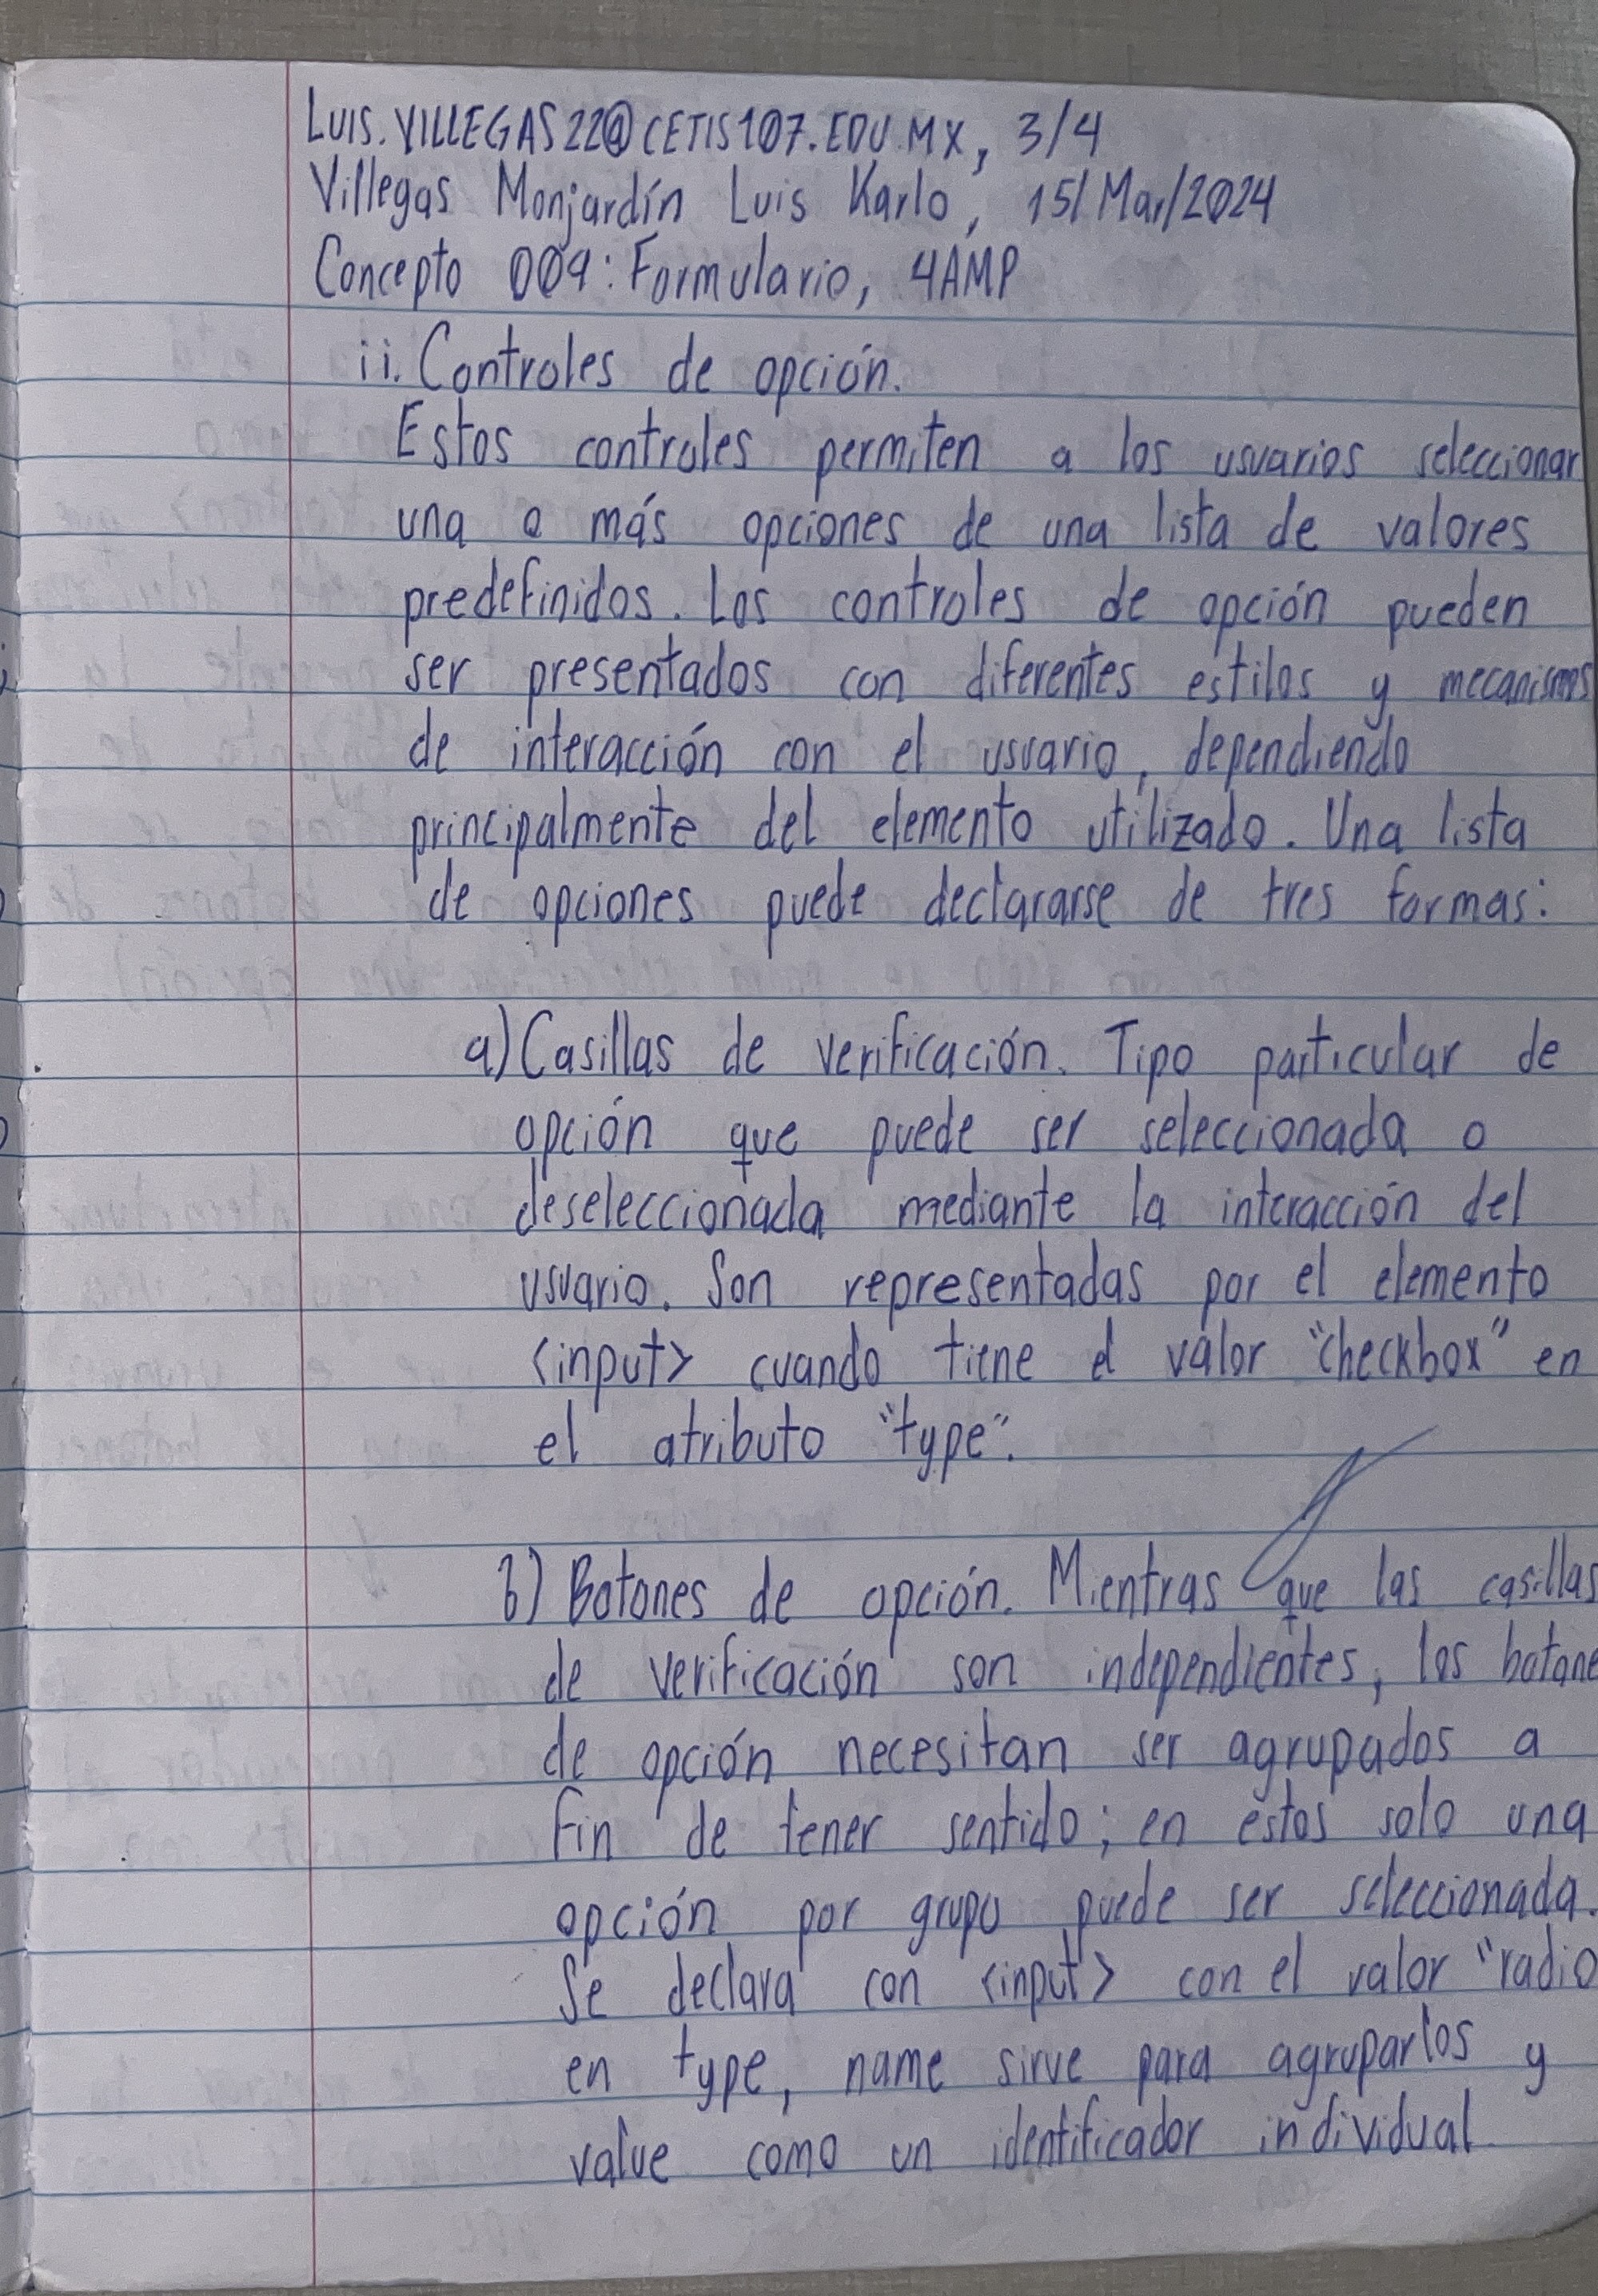 LUIS.VILLEGAS22@CETIS107.EDU.MX, 3/4
Villegas Monjardín Luis Karlo, 15/Mar/2024
Concepto 009: Formulario, 4AMP
ii. Controles de opción.
Estos controles permiten a los usuarios seleccionar
una o más opciones de una lista de valores
predefinidos. Los controles de opción pueden
ser presentados con diferentes estilos y mecanismos
de interacción con el usuario, dependiendo
principalmente del elemento utilizado. Una lista
de opciones puede declararse de tres formas:
a) Casillas de verificación. Tipo particular de
opción que puede ser seleccionada o
deseleccionada mediante la interacción del
usuario. Son representadas por el elemento
<input> cuando tiene el valor "checkbox" en
el atributo "type".
b) Botones de opción. Mientras que las casillas
de verificación son independientes, los botone
de opción necesitan ser agrupados a
fin de tener sentido; en estos solo una
opción por grupo puede ser seleccionada.
Se declara con <input> con el valor "radio
en type, name sirve para agruparlos y
value como un identificador individual